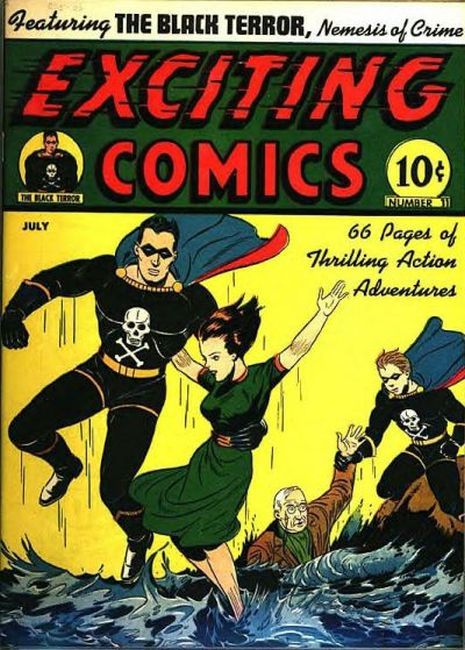 Featuring THE BLACK TERROR, Nemesis of Crime
EXCITING
COMICS
THE BLACK TERROR
10¢
NUMBER 11
JULY
66 Pages of
Thrilling Action
Adventures